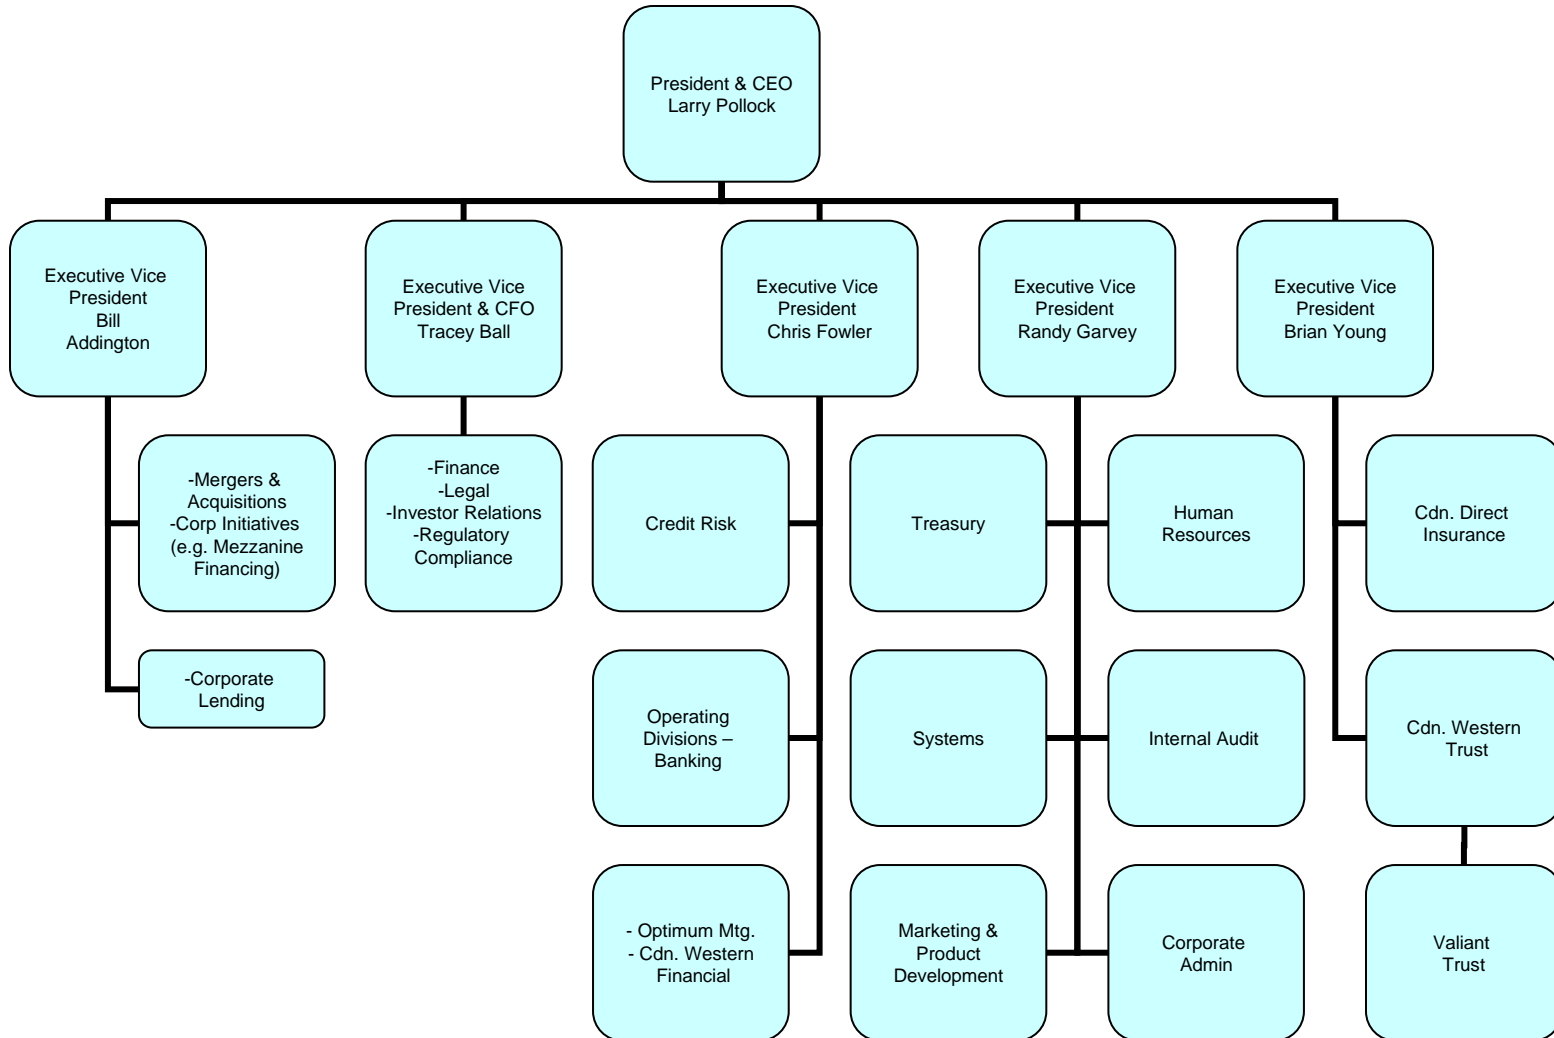 President & CEO
Larry Pollock
Executive Vice
President
Bill
Addington
Executive Vice
President & CFO
Tracey Ball
Executive Vice
President
Chris Fowler
Executive Vice
President
Randy Garvey
Executive Vice
President
Brian Young
-Mergers &
Acquisitions
-Corp Initiatives
(e.g. Mezzanine
Financing)
-Finance
-Legal
-Investor Relations
-Regulatory
Compliance
Credit Risk
Treasury
Human
Resources
Cdn. Direct
Insurance
-Corporate
Lending
Operating
Divisions –
Banking
Systems
Internal Audit
Cdn. Western
Trust
- Optimum Mtg.
- Cdn. Western
Financial
Marketing &
Product
Development
Corporate
Admin
Valiant
Trust